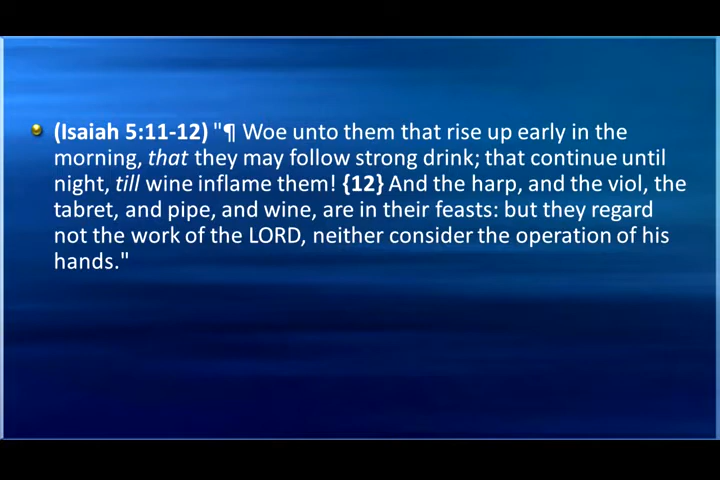 (Isaiah 5:11-12) "¶ Woe unto them that rise up early in the
morning, that they may follow strong drink; that continue until
night, till wine inflame them! {12} And the harp, and the viol, the
tabret, and pipe, and wine, are in their feasts: but they regard
not the work of the LORD, neither consider the operation of his
hands."